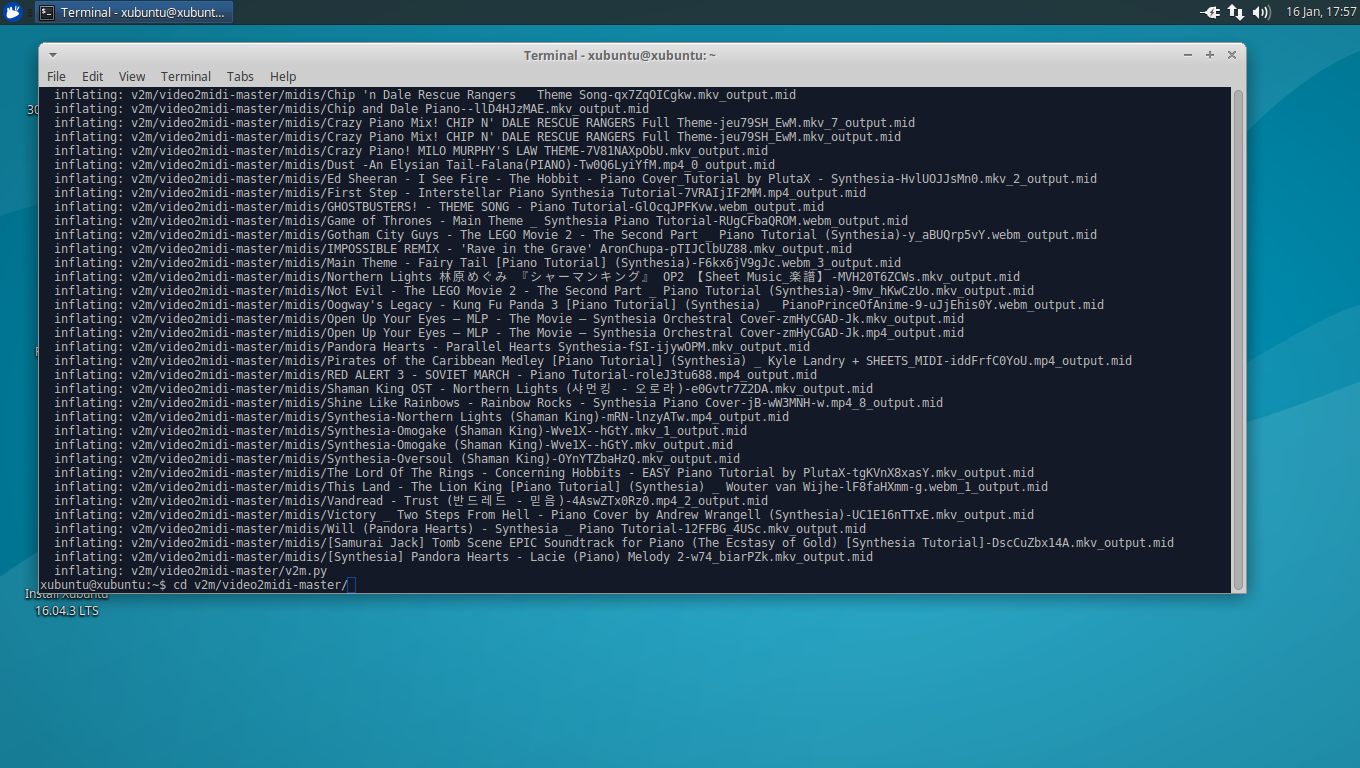 Terminal - xubuntu@xubunt...
16 Jan, 17:57
Terminal - xubuntu@xubuntu: ~
File Edit View Terminal Tabs Help
inflating: v2m/video2midi-master/midis/Chip 'n Dale Rescue Rangers   Theme Song-qx7ZqOICgkw.mkv_output.mid
inflating: v2m/video2midi-master/midis/Chip and Dale Piano--llD4HJzMAE.mkv_output.mid
inflating: v2m/video2midi-master/midis/Crazy Piano Mix! CHIP N' DALE RESCUE RANGERS Full Theme-jeu79SH_EwM.mkv_7_output.mid
inflating: v2m/video2midi-master/midis/Crazy Piano Mix! CHIP N' DALE RESCUE RANGERS Full Theme-jeu79SH_EwM.mkv_output.mid
inflating: v2m/video2midi-master/midis/Crazy Piano! MILO MURPHY'S LAW THEME-7V81NAXpObU.mkv_output.mid
inflating: v2m/video2midi-master/midis/Dust -An Elysian Tail-Falana(PIANO)-Tw0Q6LyiYfM.mp4_0_output.mid
inflating: v2m/video2midi-master/midis/Ed Sheeran - I See Fire - The Hobbit - Piano Cover_Tutorial by PlutaX - Synthesia-HvlUOJJsMn0.mkv_2_output.mid
inflating: v2m/video2midi-master/midis/First Step - Interstellar Piano Synthesia Tutorial-7VRAIjIF2MM.mp4_output.mid
inflating: v2m/video2midi-master/midis/GHOSTBUSTERS! - THEME SONG - Piano Tutorial-GlOcqJPFKvw.webm_output.mid
inflating: v2m/video2midi-master/midis/Game of Thrones - Main Theme _ Synthesia Piano Tutorial-RUgCFbaQROM.webm_output.mid
inflating: v2m/video2midi-master/midis/Gotham City Guys - The LEGO Movie 2 - The Second Part _ Piano Tutorial (Synthesia)-y_aBUQrp5vY.webm_output.mid
inflating: v2m/video2midi-master/midis/IMPOSSIBLE REMIX - 'Rave in the Grave' AronChupa-pTIJClbUZ88.mkv_output.mid
inflating: v2m/video2midi-master/midis/Main Theme - Fairy Tail [Piano Tutorial] (Synthesia)-F6kx6jV9gJc.webm_3_output.mid
inflating: v2m/video2midi-master/midis/Northern Lights 林原めぐみ 『シャーマンキング』 OP2 【Sheet Music_楽譜】-MVH20T6ZCWs.mkv_output.mid
inflating: v2m/video2midi-master/midis/Not Evil - The LEGO Movie 2 - The Second Part _ Piano Tutorial (Synthesia)-9mv_hKwCzUo.mkv_output.mid
inflating: v2m/video2midi-master/midis/Oogway's Legacy - Kung Fu Panda 3 [Piano Tutorial] (Synthesia) _ PianoPrinceOfAnime-9-uJjEhis0Y.webm_output.mid
inflating: v2m/video2midi-master/midis/Open Up Your Eyes – MLP - The Movie – Synthesia Orchestral Cover-zmHyCGAD-Jk.mkv_output.mid
inflating: v2m/video2midi-master/midis/Open Up Your Eyes – MLP - The Movie – Synthesia Orchestral Cover-zmHyCGAD-Jk.mp4_output.mid
inflating: v2m/video2midi-master/midis/Pandora Hearts - Parallel Hearts Synthesia-fSI-ijywOPM.mkv_output.mid
inflating: v2m/video2midi-master/midis/Pirates of the Caribbean Medley [Piano Tutorial] (Synthesia) _ Kyle Landry + SHEETS_MIDI-iddFrfC0YoU.mp4_output.mid
inflating: v2m/video2midi-master/midis/RED ALERT 3 - SOVIET MARCH - Piano Tutorial-roleJ3tu688.mp4_output.mid
inflating: v2m/video2midi-master/midis/Shaman King OST - Northern Lights (샤먼킹 - 오로라)-e0Gvtr7Z2DA.mkv_output.mid
inflating: v2m/video2midi-master/midis/Shine Like Rainbows - Rainbow Rocks - Synthesia Piano Cover-jB-wW3MNH-w.mp4_8_output.mid
inflating: v2m/video2midi-master/midis/Synthesia-Northern Lights (Shaman King)-mRN-lnzyATw.mp4_output.mid
inflating: v2m/video2midi-master/midis/Synthesia-Omogake (Shaman King)-Wve1X--hGtY.mkv_1_output.mid
inflating: v2m/video2midi-master/midis/Synthesia-Omogake (Shaman King)-Wve1X--hGtY.mkv_output.mid
inflating: v2m/video2midi-master/midis/Synthesia-Oversoul (Shaman King)-OYnYTZbaHzQ.mkv_output.mid
inflating: v2m/video2midi-master/midis/The Lord Of The Rings - Concerning Hobbits - EASY Piano Tutorial by PlutaX-tgKVnX8xasY.mkv_output.mid
inflating: v2m/video2midi-master/midis/This Land - The Lion King [Piano Tutorial] (Synthesia) _ Wouter van Wijhe-lF8faHXmm-g.webm_1_output.mid
inflating: v2m/video2midi-master/midis/Vandread - Trust (반드레드 - 믿음)-4AswZTx0Rz0.mp4_2_output.mid
inflating: v2m/video2midi-master/midis/Victory _ Two Steps From Hell - Piano Cover by Andrew Wrangell (Synthesia)-UC1E16nTTxE.mkv_output.mid
inflating: v2m/video2midi-master/midis/Will (Pandora Hearts) - Synthesia _ Piano Tutorial-12FFBG_4USc.mkv_output.mid
inflating: v2m/video2midi-master/midis/[Samurai Jack] Tomb Scene EPIC Soundtrack for Piano (The Ecstasy of Gold) [Synthesia Tutorial]-DscCuZbx14A.mkv_output.mid
inflating: v2m/video2midi-master/midis/[Synthesia] Pandora Hearts - Lacie (Piano) Melody 2-w74_biarPZk.mkv_output.mid
inflating: v2m/video2midi-master/v2m.py
xubuntu@xubuntu:~$ cd v2m/video2midi-master/
Install Xubuntu
16.04.3 LTS